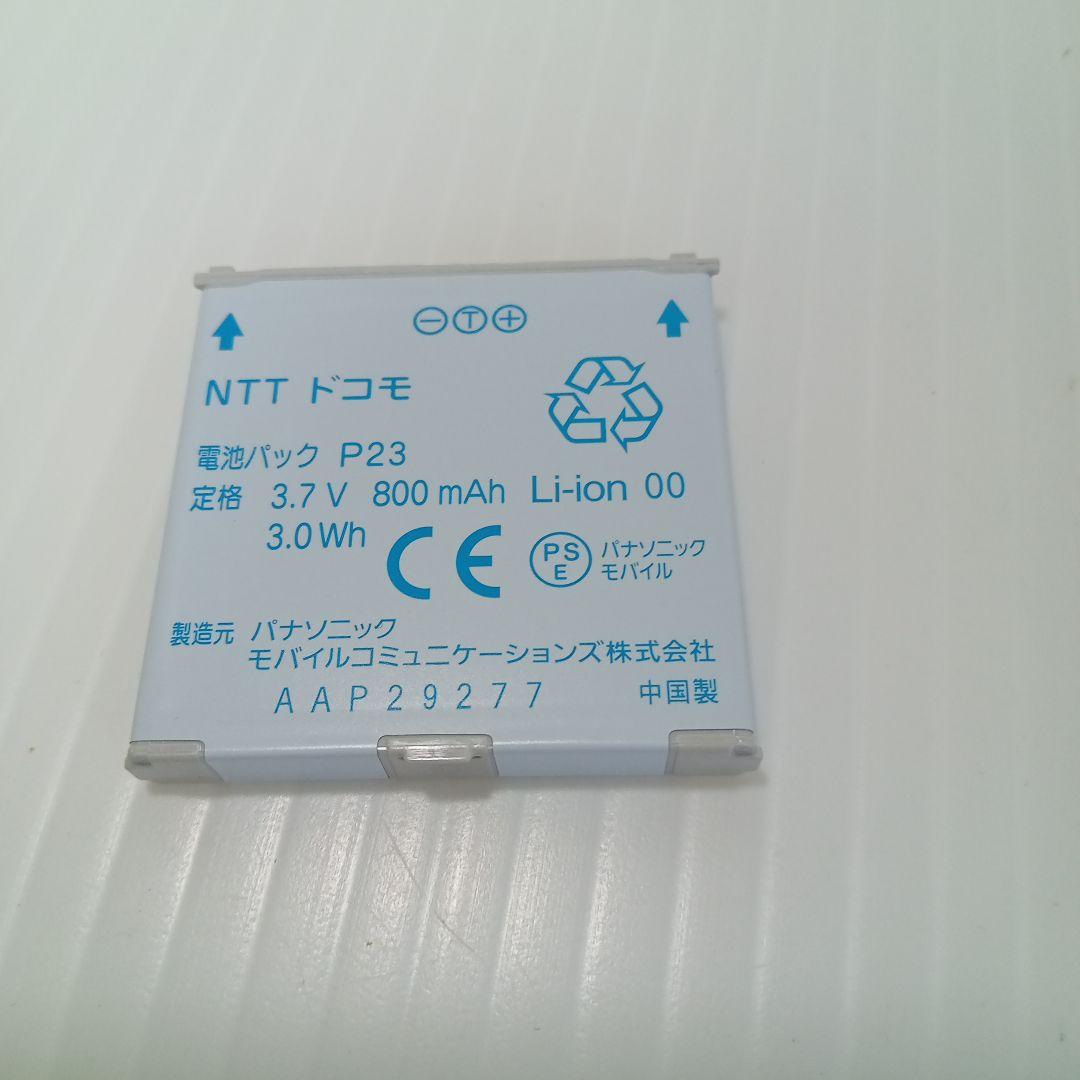 ⊖Ⓣ⊕
NTT ドコモ
電池パック P23
定格 3.7 V 800 mAh Li-ion 00
3.0 Wh
CE
PSE パナソニック
モバイル
製造元 パナソニック
モバイルコミュニケーションズ株式会社
AAP29277 中国製